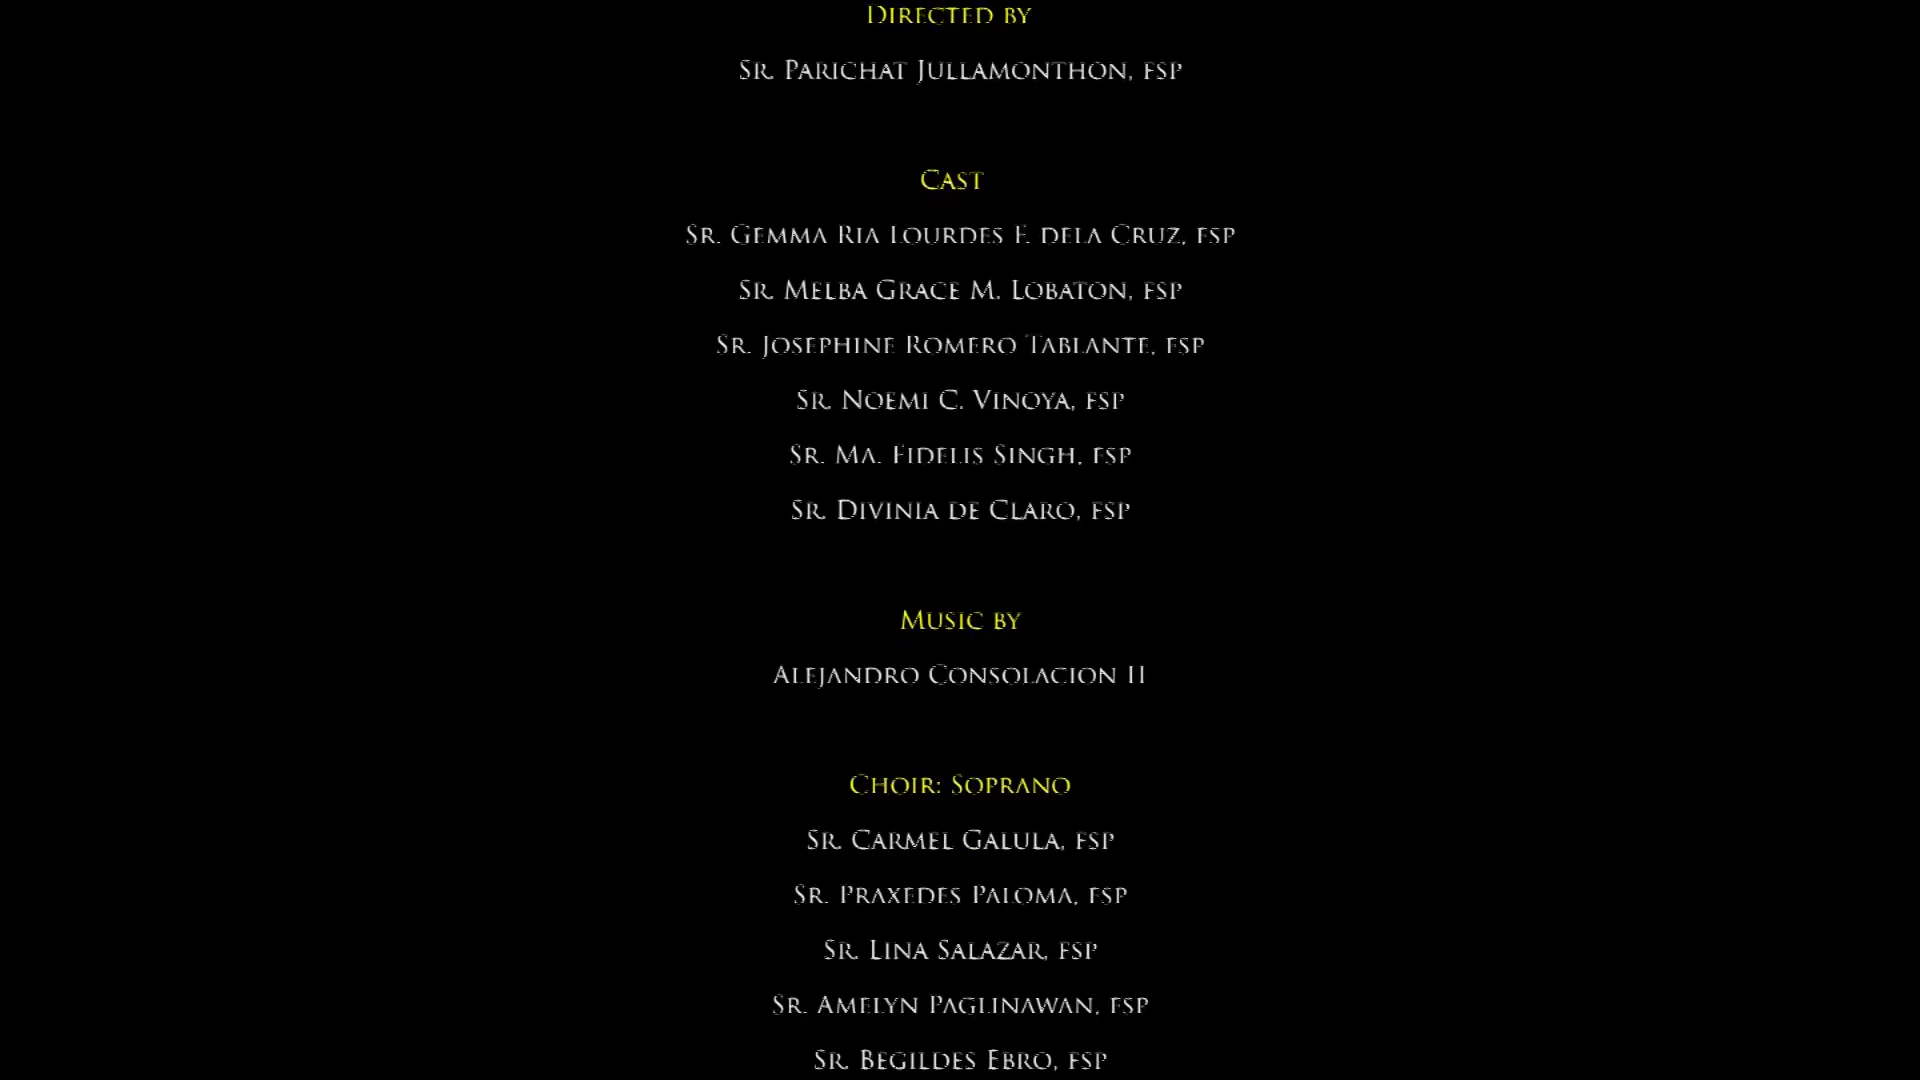 Directed by
Sr. Parichat Jullamonthon, fsp
Cast
Sr. Gemma Ria Lourdes F. dela Cruz, fsp
Sr. Melba Grace M. Lobaton, fsp
Sr. Josephine Romero Tablante, fsp
Sr. Noemi C. Vinoya, fsp
Sr. Ma. Fidelis Singh, fsp
Sr. Divinia de Claro, fsp
Music by
Alejandro Consolacion II
Choir: Soprano
Sr. Carmel Galula, fsp
Sr. Praxedes Paloma, fsp
Sr. Lina Salazar, fsp
Sr. Amelyn Paglinawan, fsp
Sr. Begildes Ebro, fsp